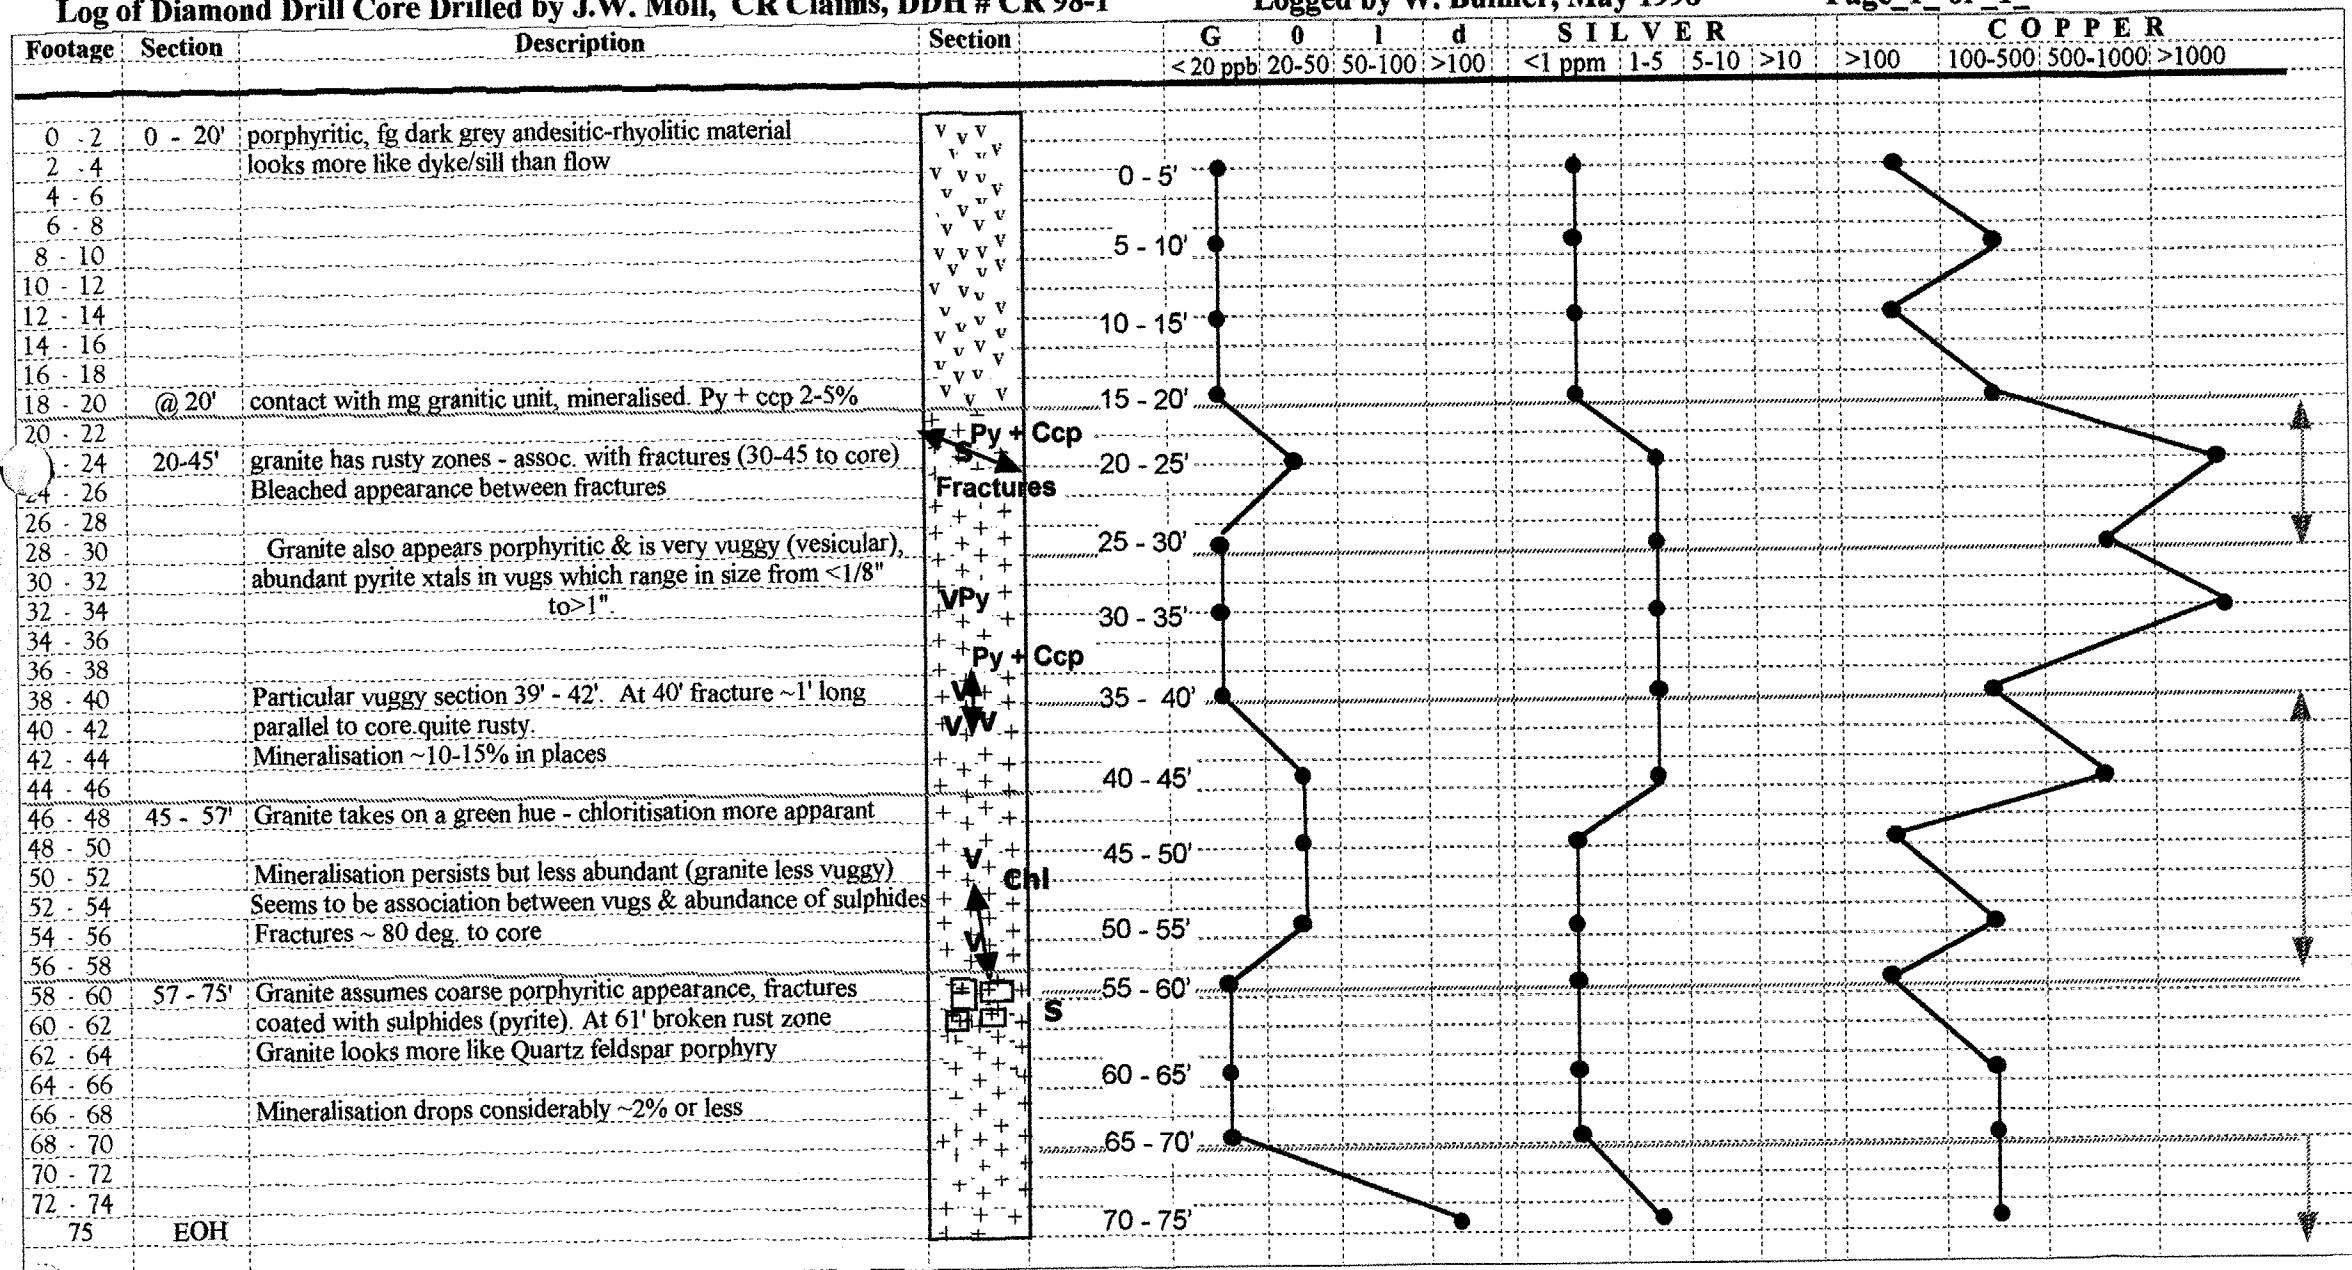 Log of Diamond Drill Core Drilled by J.W. Moll, CR Claims, DDH # CR 98-1 Logged by W. Bulmer, May 1998 Page_1_ of _1_
Footage Section Description Section G 0 l d S I L V E R C O P P E R
< 20 ppb 20-50 50-100 >100 <1 ppm 1-5 5-10 >10 >100 100-500 500-1000 >1000
0 - 2 0 - 20' porphyritic, fg dark grey andesitic-rhyolitic material
2 - 4 looks more like dyke/sill than flow 0 - 5'
4 - 6
6 - 8
8 - 10 5 - 10'
10 - 12
12 - 14 10 - 15'
14 - 16
16 - 18
18 - 20 @ 20' contact with mg granitic unit, mineralised. Py + ccp 2-5% 15 - 20'
20 - 22 Py + Ccp
- 24 20-45' granite has rusty zones - assoc. with fractures (30-45 to core) S 20 - 25'
24 - 26 Bleached appearance between fractures Fractures
26 - 28
28 - 30 Granite also appears porphyritic & is very vuggy (vesicular), 25 - 30'
30 - 32 abundant pyrite xtals in vugs which range in size from <1/8"
32 - 34 to>1". VPy 30 - 35'
34 - 36
36 - 38 Py + Ccp
38 - 40 Particular vuggy section 39' - 42'. At 40' fracture ~1' long V 35 - 40'
40 - 42 parallel to core.quite rusty. V V
42 - 44 Mineralisation ~10-15% in places 40 - 45'
44 - 46
46 - 48 45 - 57' Granite takes on a green hue - chloritisation more apparant
48 - 50 V 45 - 50'
50 - 52 Mineralisation persists but less abundant (granite less vuggy) Chl
52 - 54 Seems to be association between vugs & abundance of sulphides
54 - 56 Fractures ~ 80 deg. to core V 50 - 55'
56 - 58
58 - 60 57 - 75' Granite assumes coarse porphyritic appearance, fractures 55 - 60'
60 - 62 coated with sulphides (pyrite). At 61' broken rust zone S
62 - 64 Granite looks more like Quartz feldspar porphyry
64 - 66 60 - 65'
66 - 68 Mineralisation drops considerably ~2% or less
68 - 70 65 - 70'
70 - 72
72 - 74
75 EOH 70 - 75'